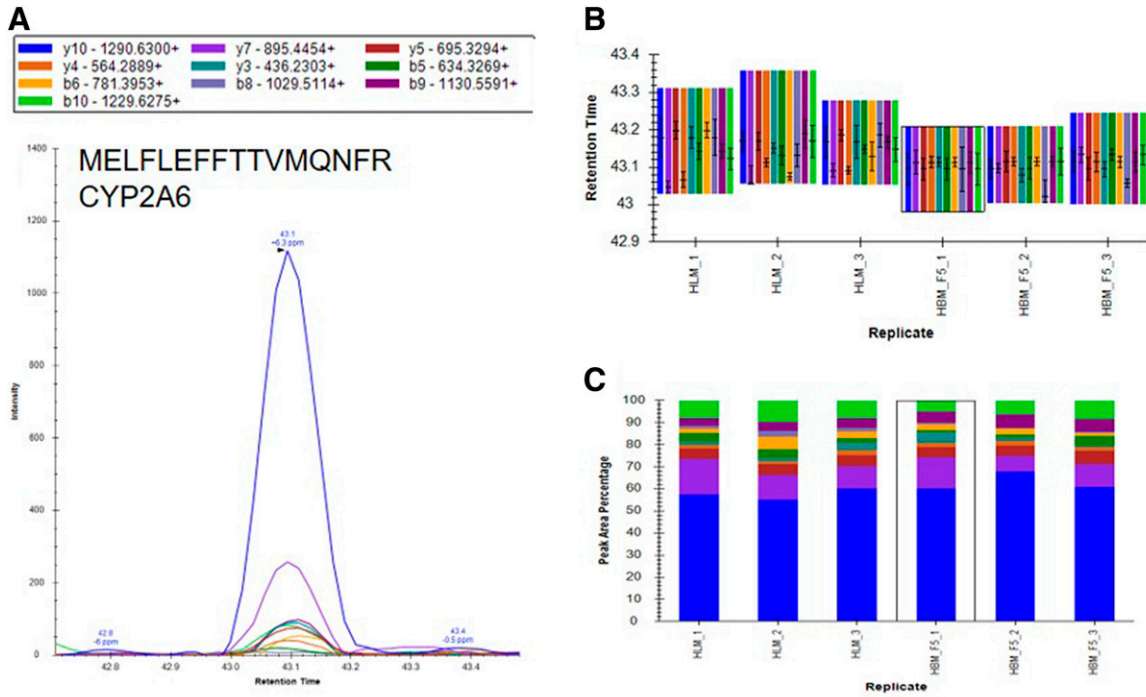 A
y10 - 1290.6300+ y7 - 895.4454+ y5 - 695.3294+
y4 - 564.2889+ y3 - 436.2303+ b5 - 634.3269+
b6 - 781.3953+ b8 - 1029.5114+ b9 - 1130.5591+
b10 - 1229.6275+
MELFLEFFTTVMQNFR
CYP2A6
1400
1200
1000
800
600
400
200
0
Intensity
43.1
+6.3 ppm
42.8
-6 ppm
43.4
-0.5 ppm
42.8 42.9 43.0 43.1 43.2 43.3 43.4
Retention Time
B
43.4
43.3
43.2
43.1
43
42.9
Retention Time
HLM_1 HLM_2 HLM_3 HBM_F5_1 HBM_F5_2 HBM_F5_3
Replicate
C
100
90
80
70
60
50
40
30
20
10
0
Peak Area Percentage
HLM_1 HLM_2 HLM_3 HBM_F5_1 HBM_F5_2 HBM_F5_3
Replicate